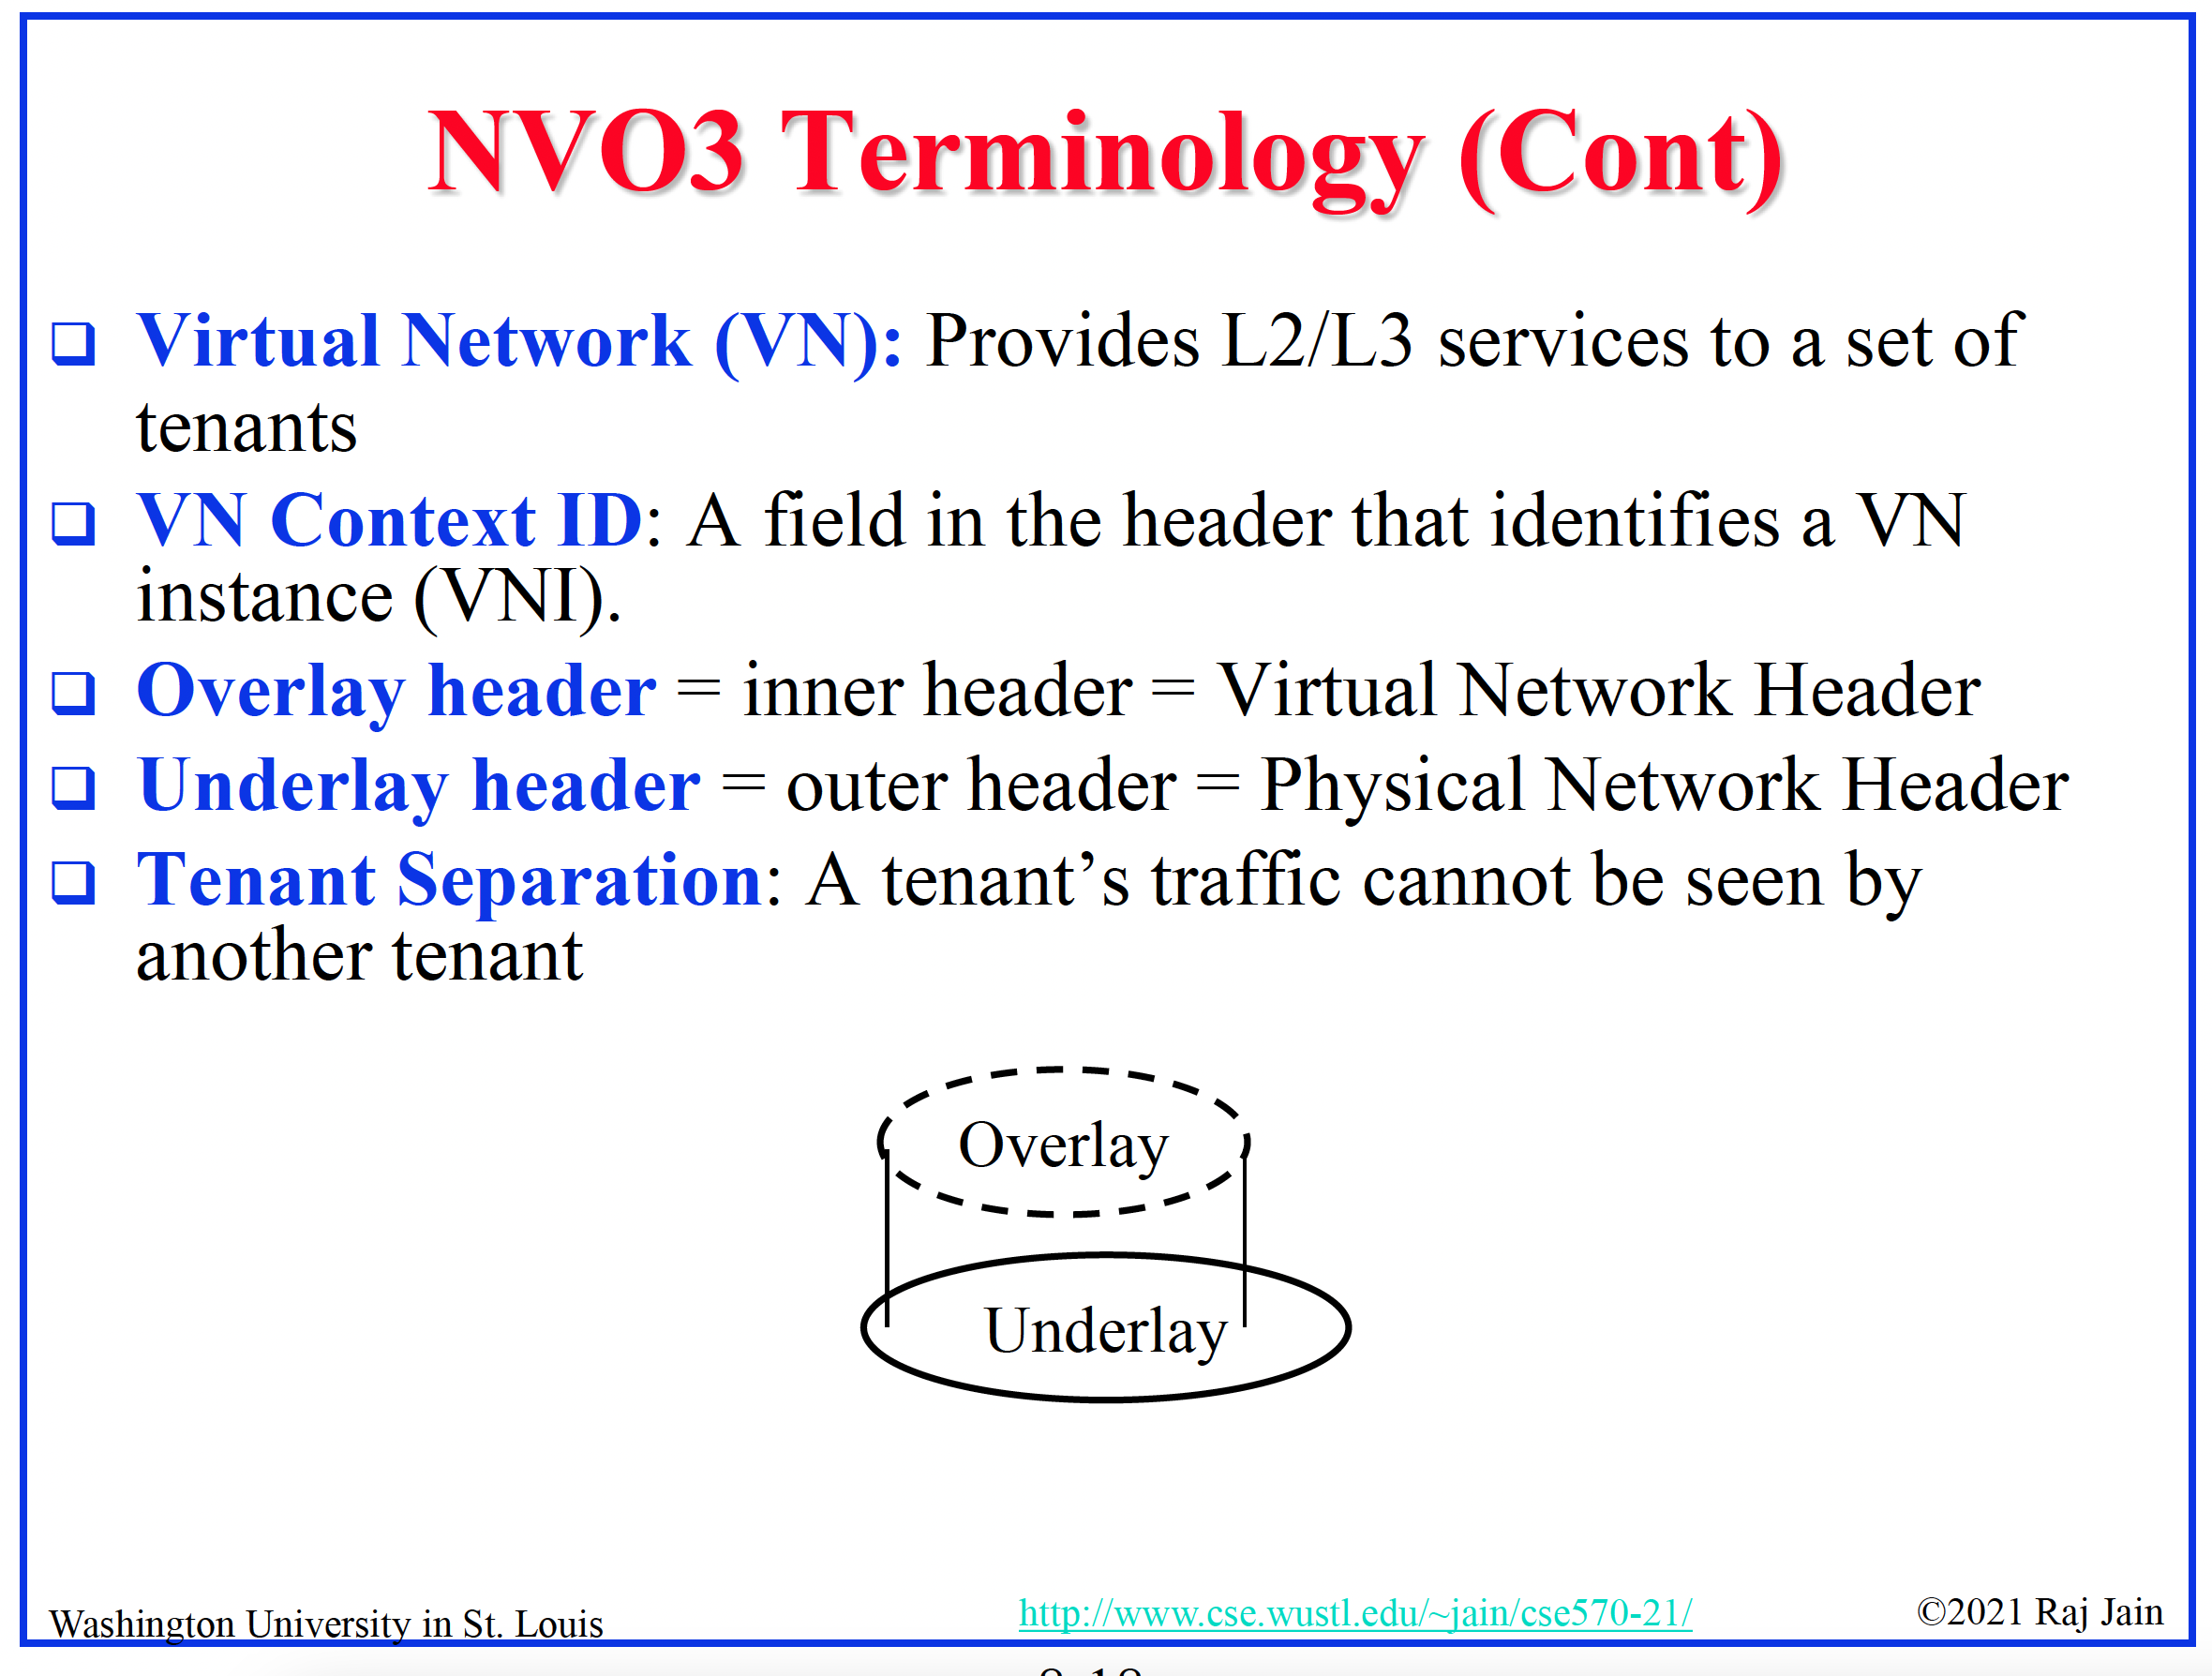 NVO3 Terminology (Cont)
Virtual Network (VN): Provides L2/L3 services to a set of
tenants
VN Context ID: A field in the header that identifies a VN
instance (VNI).
Overlay header = inner header = Virtual Network Header
Underlay header = outer header = Physical Network Header
Tenant Separation: A tenant’s traffic cannot be seen by
another tenant
Overlay
Underlay
Washington University in St. Louis
http://www.cse.wustl.edu/~jain/cse570-21/
©2021 Raj Jain